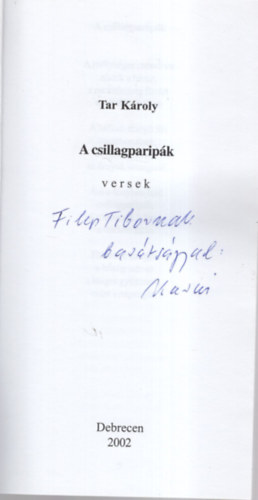 Tar Károly
A csillagparipák
versek
Filep Tibornak
barátsággal:
Debrecen
2002